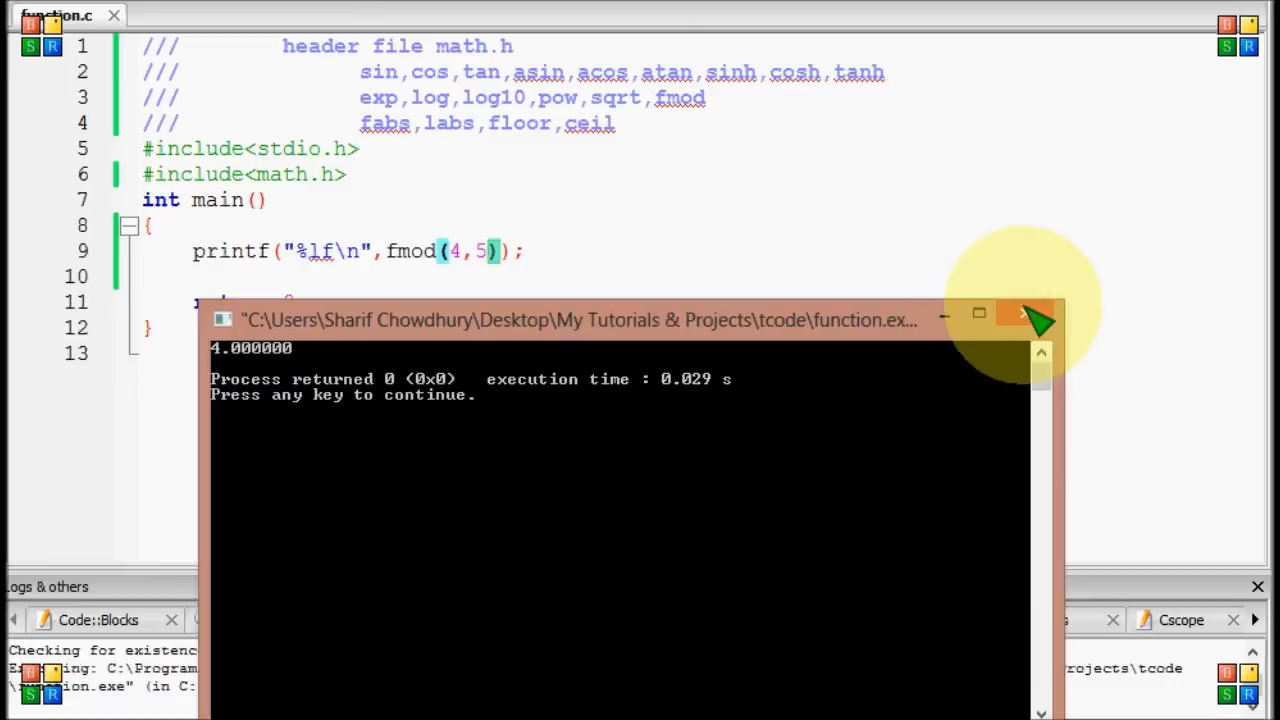 function.c
1 /// header file math.h
2 /// sin,cos,tan,asin,acos,atan,sinh,cosh,tanh
3 /// exp,log,log10,pow,sqrt,fmod
4 /// fabs,labs,floor,ceil
5 #include<stdio.h>
6 #include<math.h>
7 int main()
8 {
9 printf("%lf\n",fmod(4,5));
10
11
12 }
13
"C:\Users\Sharif Chowdhury\Desktop\My Tutorials & Projects\tcode\function.ex...
4.000000
Process returned 0 (0x0) execution time : 0.029 s
Press any key to continue.
Logs & others
Code::Blocks Cscope
Checking for existenc
C:\Program rojects\tcode
(in C:
B
S R
B
S R
B
S R
B
S R